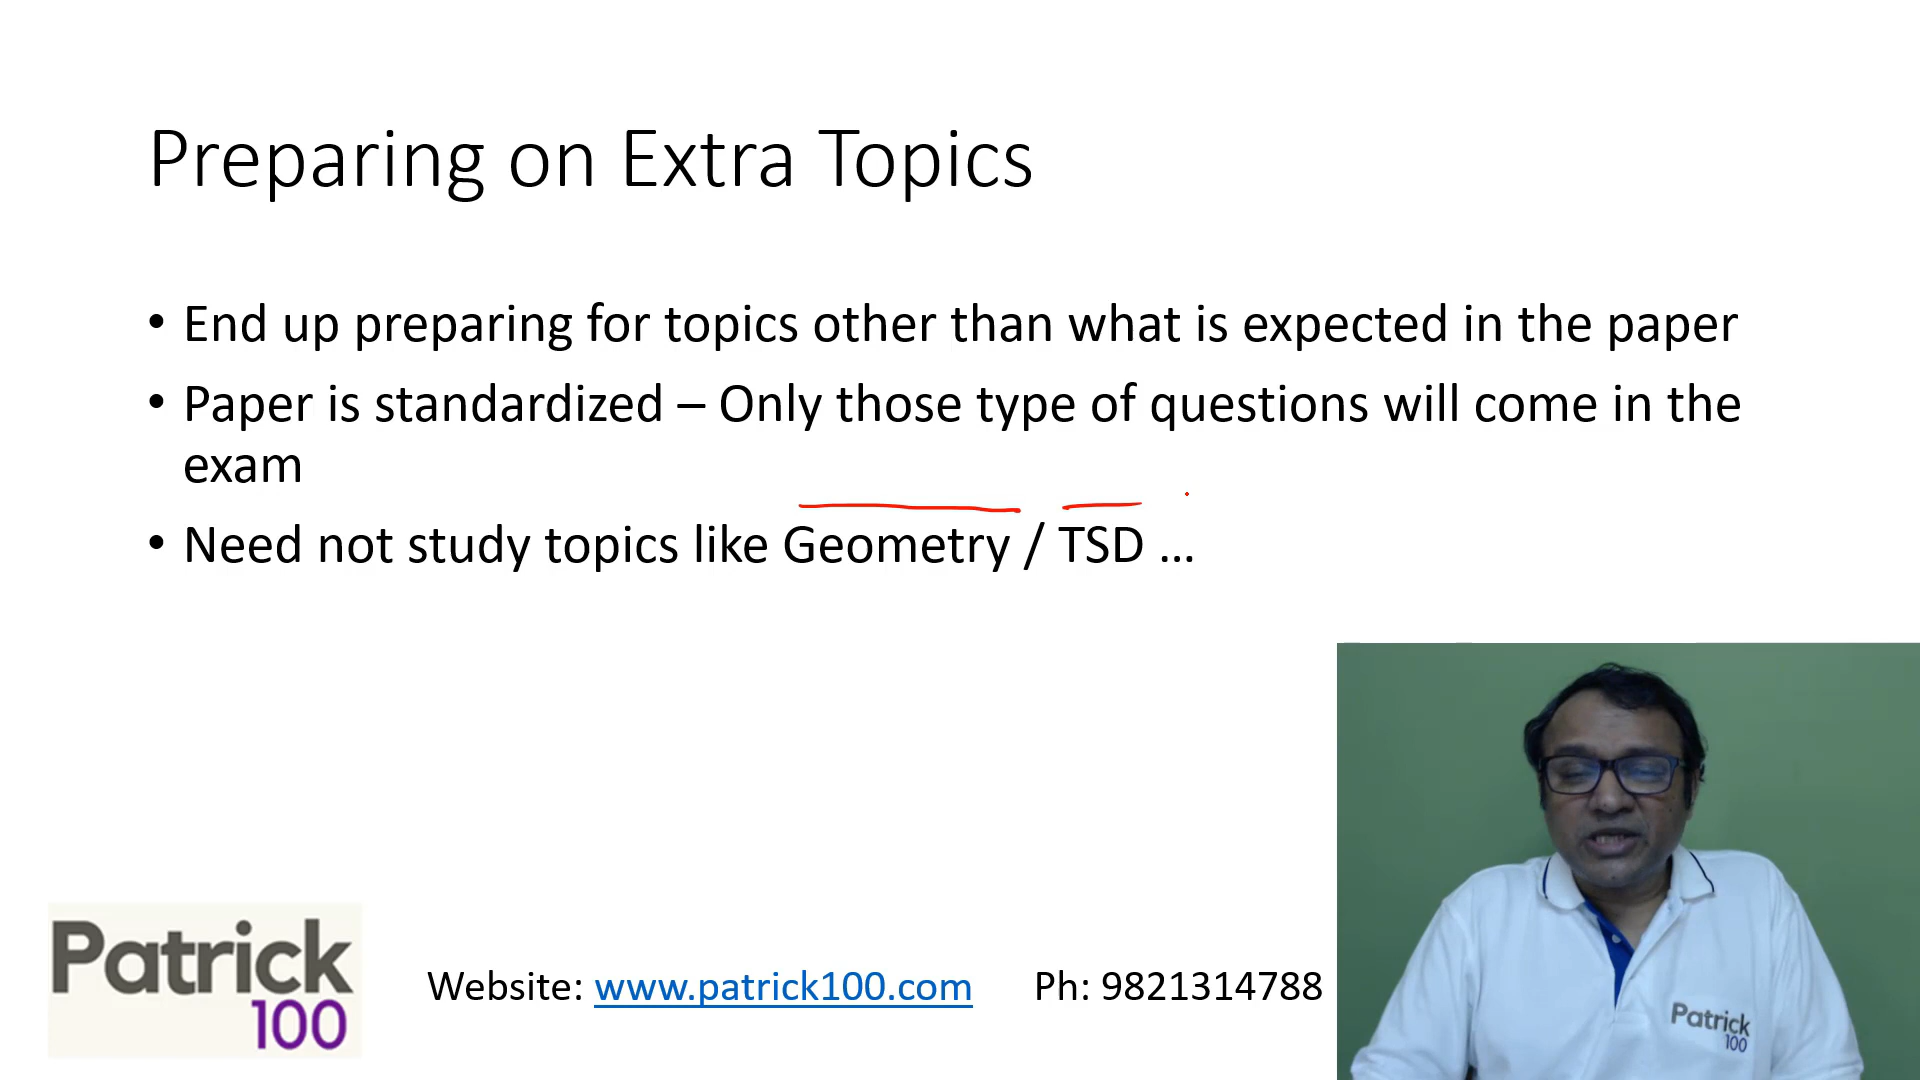 Preparing on Extra Topics
• End up preparing for topics other than what is expected in the paper
• Paper is standardized – Only those type of questions will come in the
exam
• Need not study topics like Geometry / TSD ...
Patrick
100
Website: www.patrick100.com Ph: 9821314788
Patrick
100